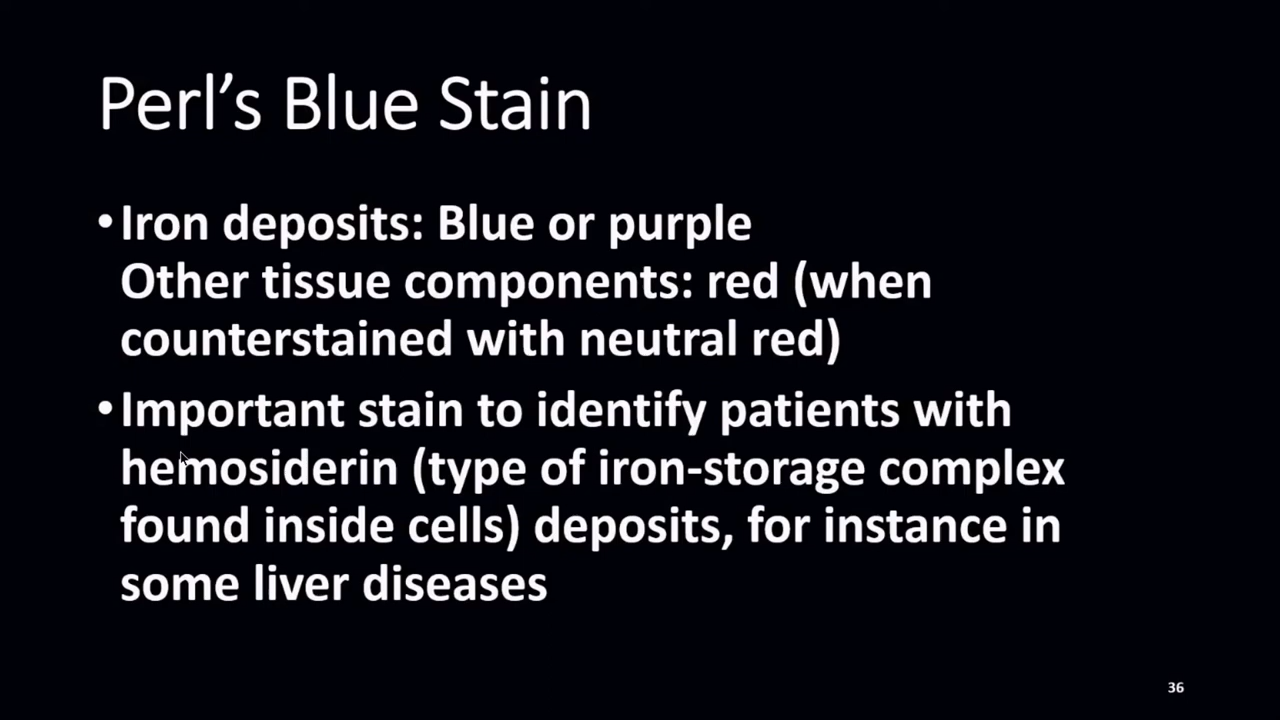 Perl’s Blue Stain
•Iron deposits: Blue or purple
Other tissue components: red (when
counterstained with neutral red)
•Important stain to identify patients with
hemosiderin (type of iron-storage complex
found inside cells) deposits, for instance in
some liver diseases
36